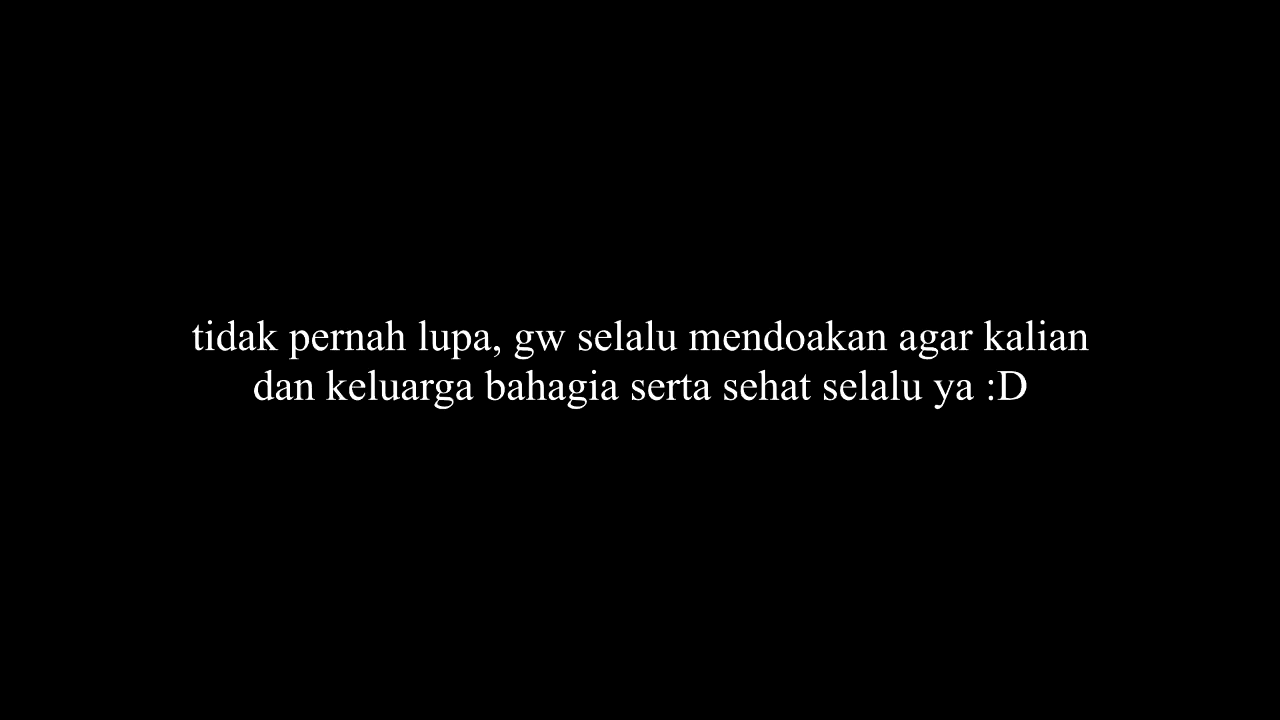 tidak pernah lupa, gw selalu mendoakan agar kalian
dan keluarga bahagia serta sehat selalu ya :D